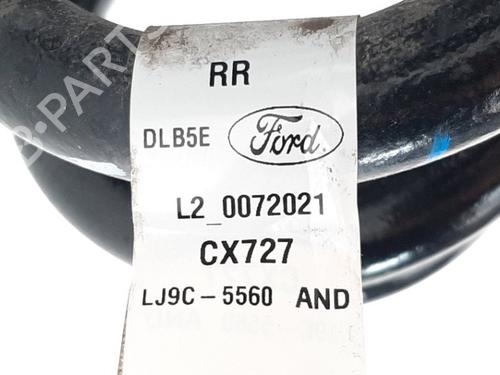 RR
DLB5E Ford
L2_0072021
CX727
LJ9C-5560 AND